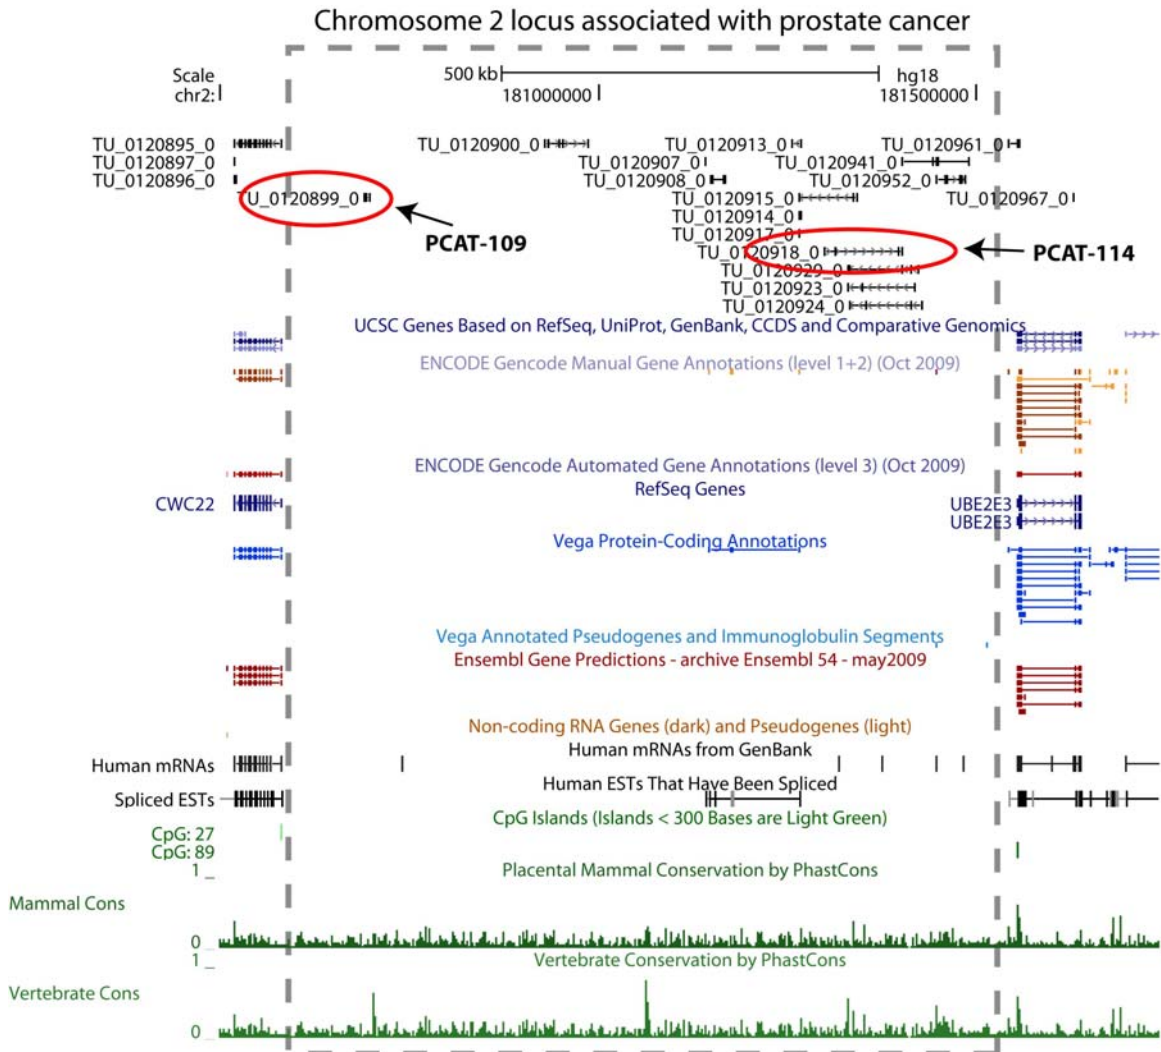 Chromosome 2 locus associated with prostate cancer
Scale 500 kb hg18
chr2: 181000000 181500000
TU_0120895_0 TU_0120900_0 TU_0120913_0 TU_0120961_0
TU_0120897_0 TU_0120907_0 TU_0120941_0
TU_0120896_0 TU_0120908_0 TU_0120952_0
TU_0120899_0 TU_0120915_0 TU_0120967_0
TU_0120914_0
PCAT-109 TU_0120917_0
TU_0120918_0 PCAT-114
TU_0120929_0
TU_0120923_0
TU_0120924_0
UCSC Genes Based on RefSeq, UniProt, GenBank, CCDS and Comparative Genomics
ENCODE Gencode Manual Gene Annotations (level 1+2) (Oct 2009)
ENCODE Gencode Automated Gene Annotations (level 3) (Oct 2009)
RefSeq Genes
CWC22 UBE2E3
UBE2E3
Vega Protein-Coding Annotations
Vega Annotated Pseudogenes and Immunoglobulin Segments
Ensembl Gene Predictions - archive Ensembl 54 - may2009
Non-coding RNA Genes (dark) and Pseudogenes (light)
Human mRNAs from GenBank
Human mRNAs
Human ESTs That Have Been Spliced
Spliced ESTs
CpG Islands (Islands < 300 Bases are Light Green)
CpG: 27
CpG: 89
1 _ Placental Mammal Conservation by PhastCons
Mammal Cons
0 _
1 _ Vertebrate Conservation by PhastCons
Vertebrate Cons
0 _